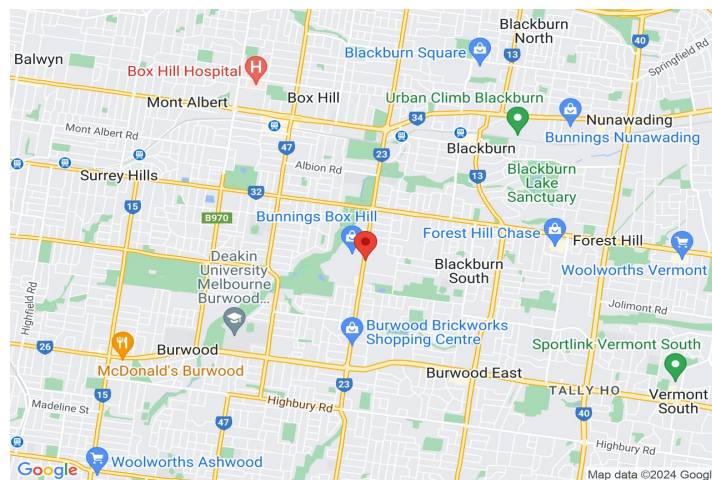 Blackburn
North
40
Springfield Rd
Balwyn
Blackburn Square
13
Box Hill Hospital
H
Mont Albert
Box Hill
Urban Climb Blackburn
34
Nunawading
Bunnings Nunawading
Mont Albert Rd
47
23
Blackburn
Albion Rd
Surrey Hills
Blackburn
Lake
Sanctuary
13
32
15
B970
Bunnings Box Hill
Forest Hill Chase
Forest Hill
Deakin
University
Melbourne
Burwood...
Blackburn
South
Woolworths Vermont
Highfield Rd
Jolimont Rd
Burwood Brickworks
Shopping Centre
26
Burwood
Sportlink Vermont South
McDonald's Burwood
Burwood East
23
TALLY HO
Vermont
South
15
Madeline St
Highbury Rd
47
40
Highbury Rd
Woolworths Ashwood
Google
Map data ©2024 Googl